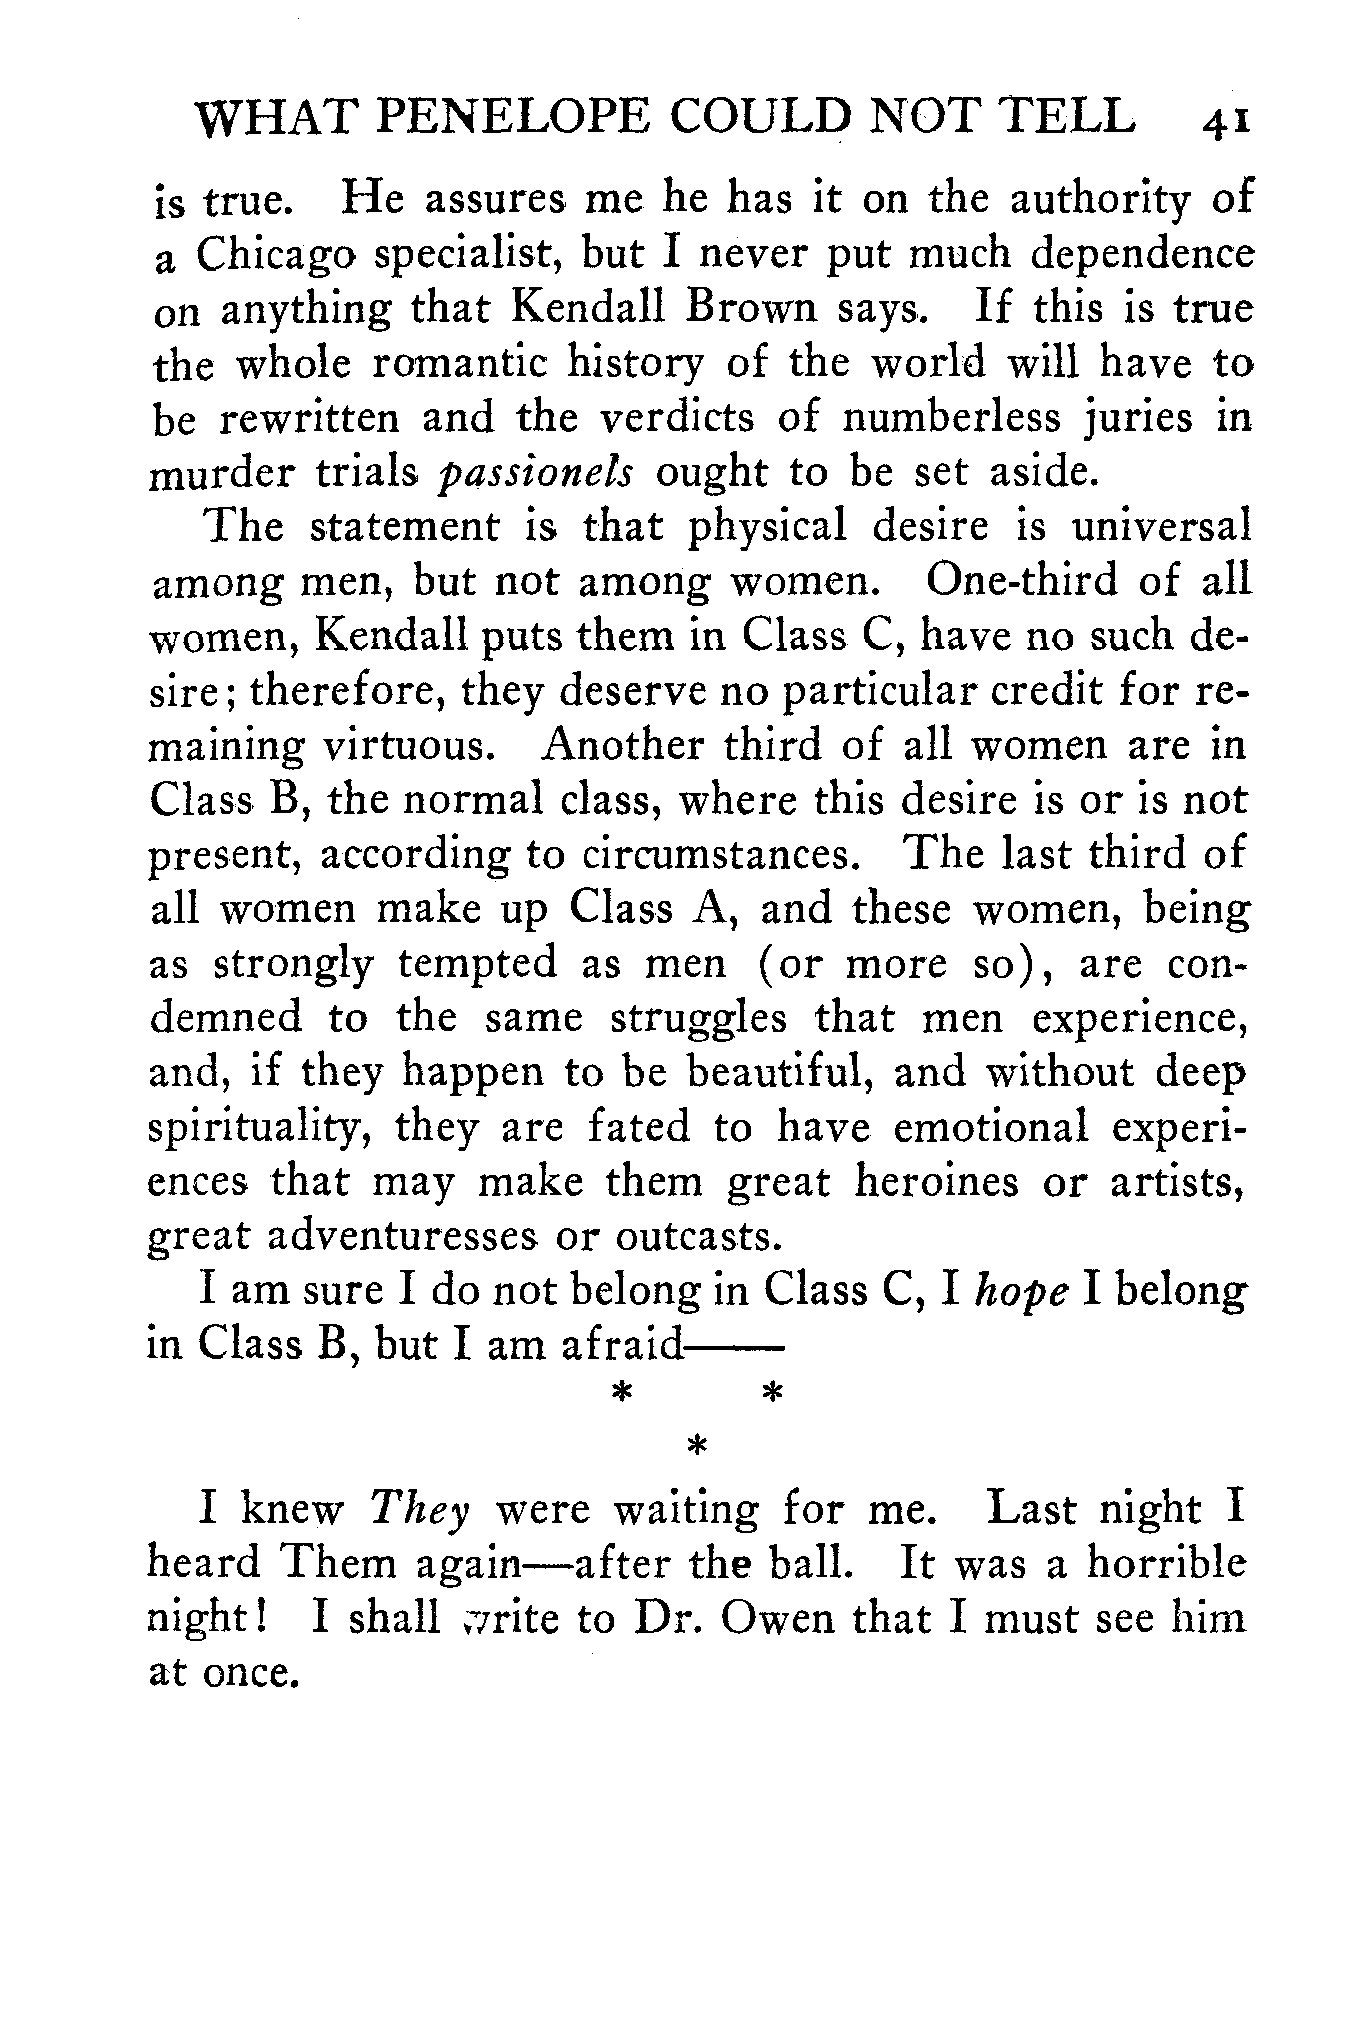 WHAT PENELOPE COULD NOT TELL 41
is true. He assures me he has it on the authority of
a Chicago specialist, but I never put much dependence
on anything that Kendall Brown says. If this is true
the whole romantic history of the world will have to
be rewritten and the verdicts of numberless juries in
murder trials passionels ought to be set aside.
The statement is that physical desire is universal
among men, but not among women. One-third of all
women, Kendall puts them in Class C, have no such de-
sire; therefore, they deserve no particular credit for re-
maining virtuous. Another third of all women are in
Class B, the normal class, where this desire is or is not
present, according to circumstances. The last third of
all women make up Class A, and these women, being
as strongly tempted as men (or more so), are con-
demned to the same struggles that men experience,
and, if they happen to be beautiful, and without deep
spirituality, they are fated to have emotional experi-
ences that may make them great heroines or artists,
great adventuresses or outcasts.
I am sure I do not belong in Class C, I hope I belong
in Class B, but I am afraid——
* *
*
I knew They were waiting for me. Last night I
heard Them again—after the ball. It was a horrible
night! I shall write to Dr. Owen that I must see him
at once.